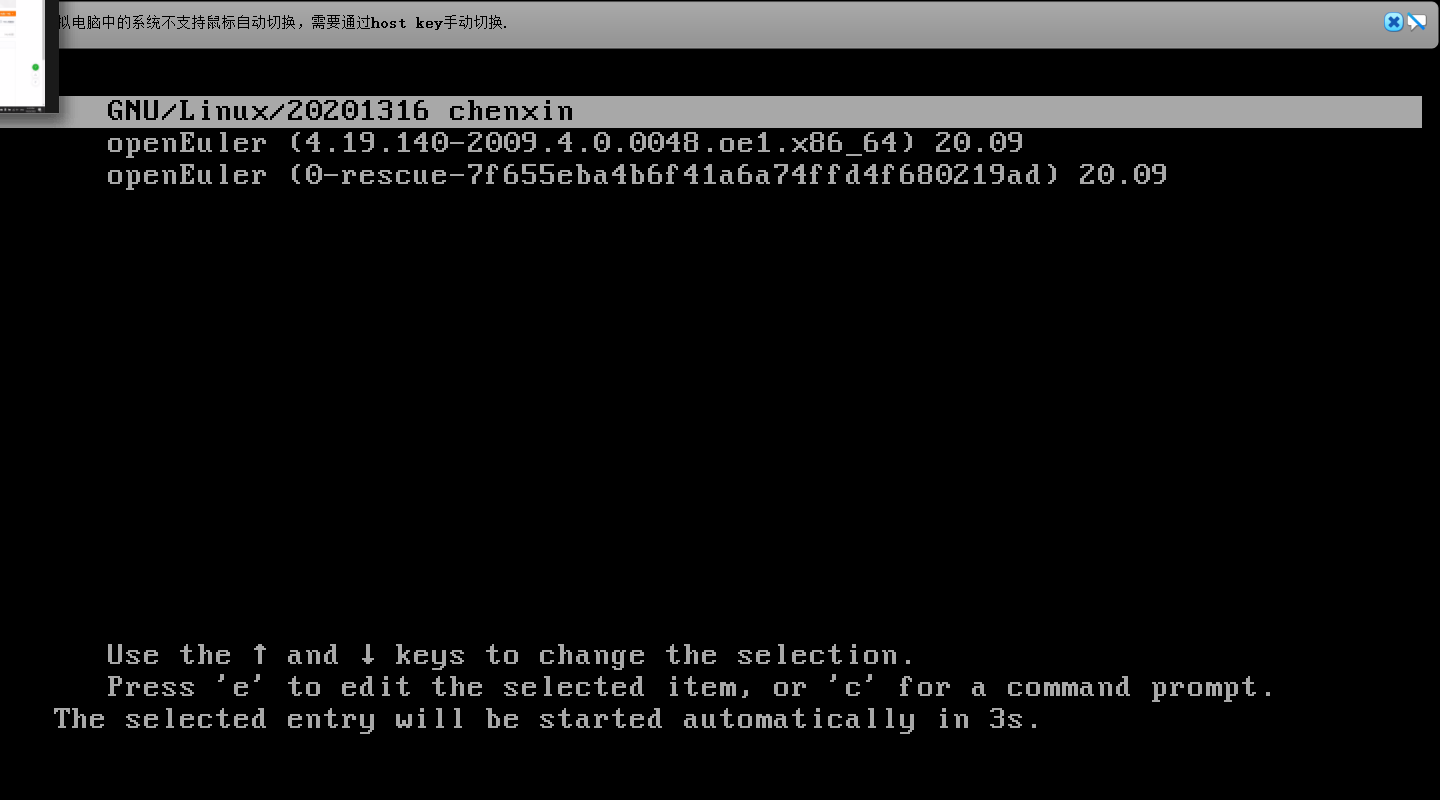 拟电脑中的系统不支持鼠标自动切换，需要通过host key手动切换.
GNU/Linux/20201316 chenxin
openEuler (4.19.140-2009.4.0.0048.oe1.x86_64) 20.09
openEuler (0-rescue-7f655eba4b6f41a6a74ffd4f680219ad) 20.09
Use the ↑ and ↓ keys to change the selection.
Press 'e' to edit the selected item, or 'c' for a command prompt.
The selected entry will be started automatically in 3s.